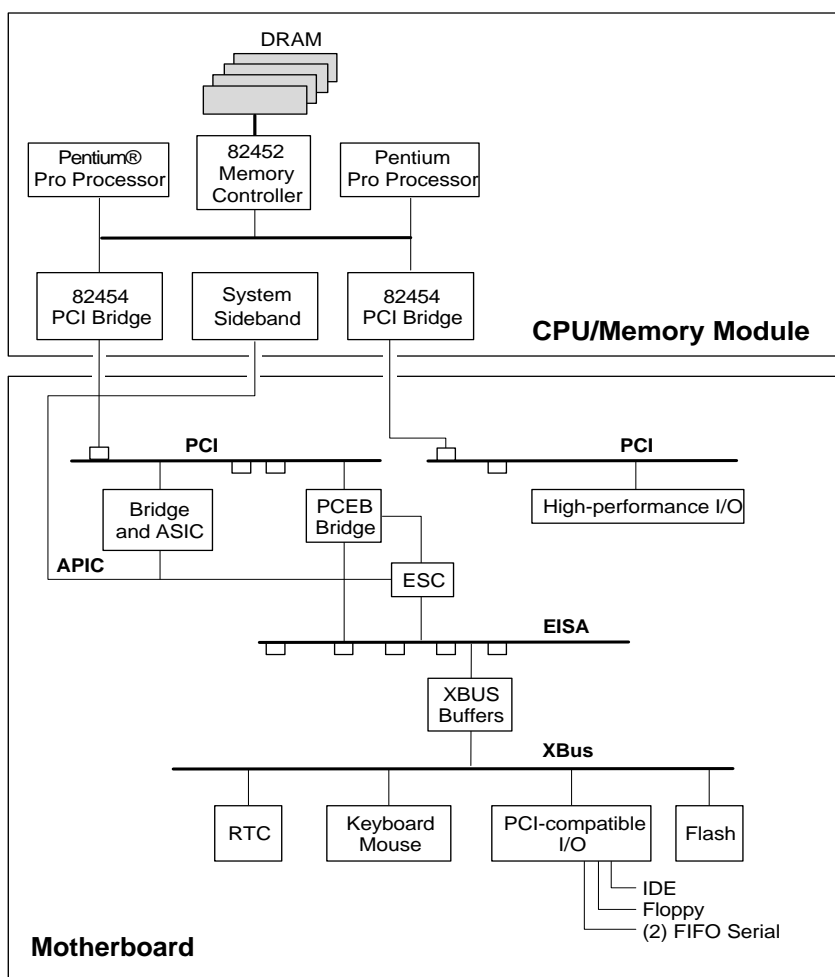 DRAM
Pentium®
Pro Processor
82452
Memory
Controller
Pentium
Pro Processor
82454
PCI Bridge
System
Sideband
82454
PCI Bridge
CPU/Memory Module
PCI
PCI
Bridge
and ASIC
PCEB
Bridge
High-performance I/O
APIC
ESC
EISA
XBUS
Buffers
XBus
RTC
Keyboard
Mouse
PCI-compatible
I/O
Flash
IDE
Floppy
(2) FIFO Serial
Motherboard